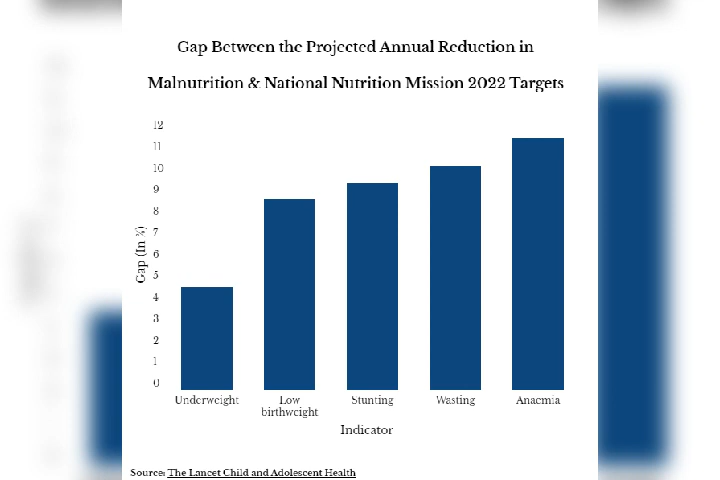 Gap Between the Projected Annual Reduction in
Malnutrition & National Nutrition Mission 2022 Targets
12
11
10
9
8
7
6
5
4
3
2
1
0
Gap (In %)
Underweight
Low
birthweight
Stunting
Wasting
Anaemia
Indicator
Source: The Lancet Child and Adolescent Health